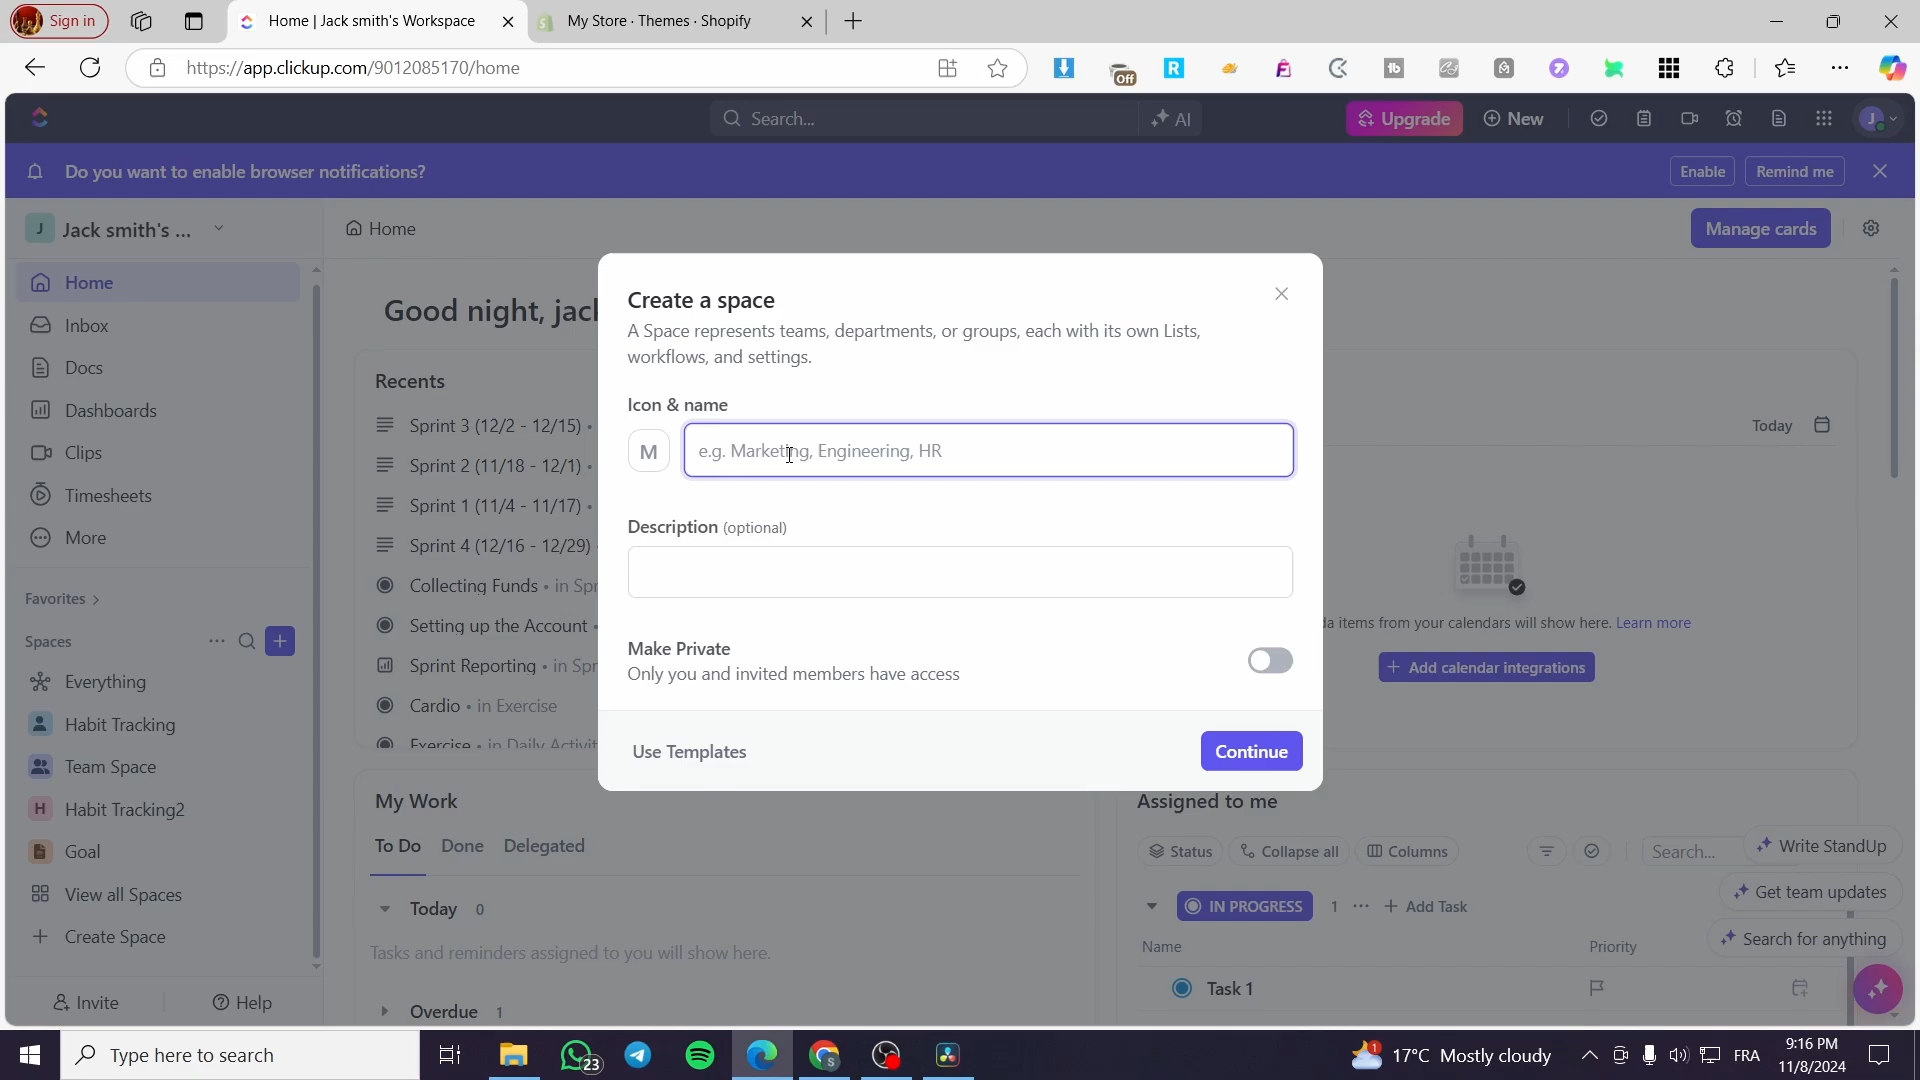 Sign in
Home | Jack smith's Workspace
My Store · Themes · Shopify
https://app.clickup.com/9012085170/home
Off
Search...
AI
Upgrade
New
J
Do you want to enable browser notifications?
Enable
Remind me
J Jack smith's ...
Home
Manage cards
Home
Inbox
Docs
Dashboards
Clips
Timesheets
More
Favorites
Spaces
Everything
Habit Tracking
Team Space
H Habit Tracking2
Goal
View all Spaces
Create Space
Invite
Help
Good night, jac
Recents
Sprint 3 (12/2 - 12/15) •
Sprint 2 (11/18 - 12/1) •
Sprint 1 (11/4 - 11/17) •
Sprint 4 (12/16 - 12/29)
Collecting Funds • in Sp
Setting up the Account •
Sprint Reporting • in Sp
Cardio • in Exercise
Exercise • in Daily Activit
Create a space
A Space represents teams, departments, or groups, each with its own Lists,
workflows, and settings.
Icon & name
M
e.g. Marketing, Engineering, HR
Description (optional)
Make Private
Only you and invited members have access
Use Templates
Continue
Today
da items from your calendars will show here. Learn more
+ Add calendar integrations
My Work
To Do
Done
Delegated
Today 0
Tasks and reminders assigned to you will show here.
Overdue 1
Assigned to me
Status
Collapse all
Columns
Search...
IN PROGRESS
1
+ Add Task
Name
Priority
Task 1
Write StandUp
Get team updates
Search for anything
Type here to search
23
S
1
17°C Mostly cloudy
FRA
9:16 PM
11/8/2024